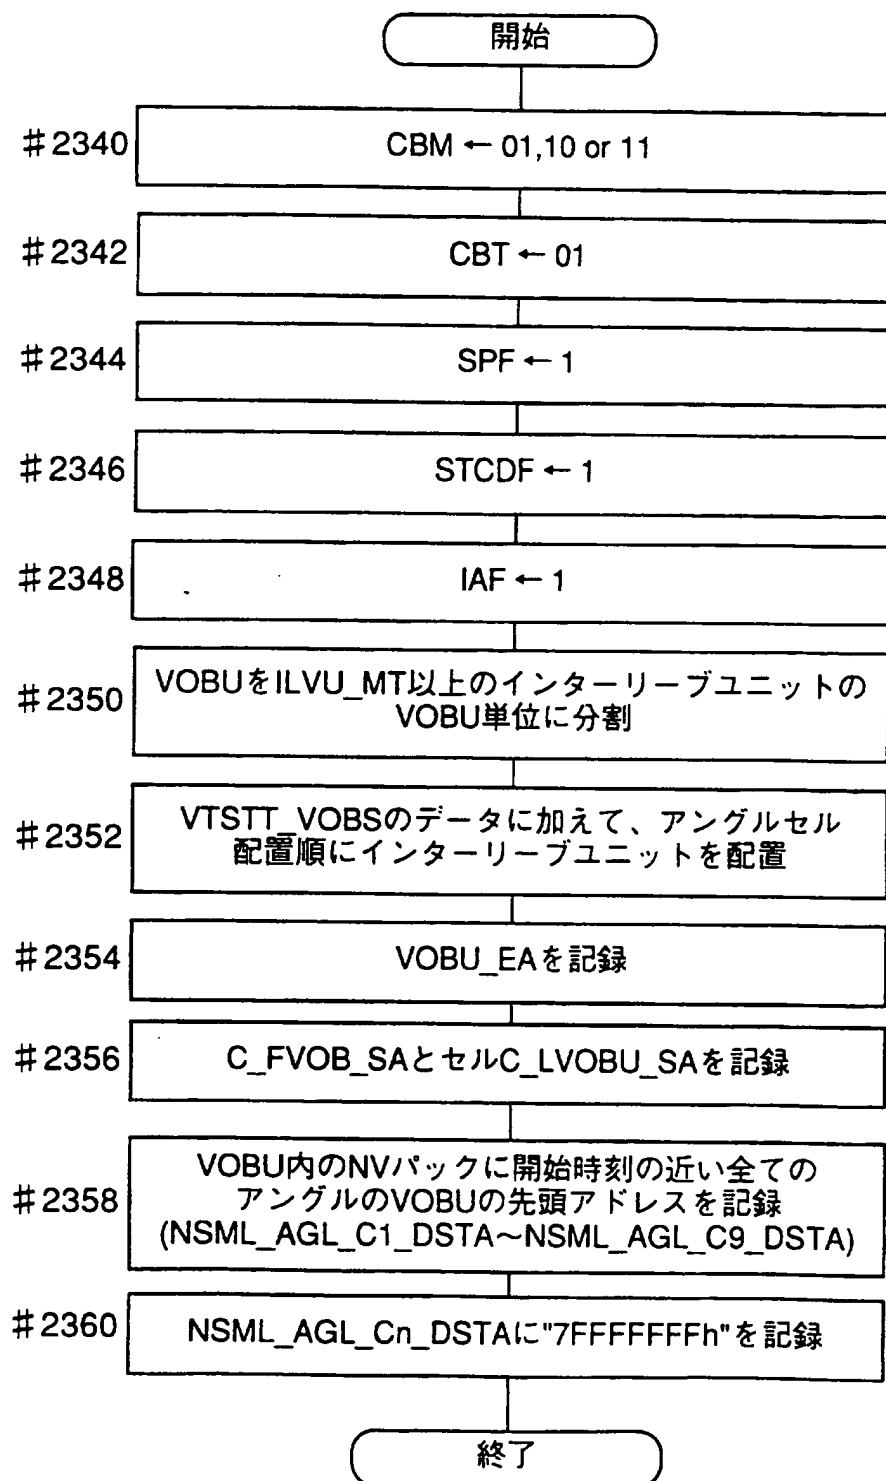 開始
#2340
CBM ← 01,10 or 11
#2342
CBT ← 01
#2344
SPF ← 1
#2346
STCDF ← 1
#2348
IAF ← 1
#2350
VOBUをILVU_MT以上のインターリーブユニットの
VOBU単位に分割
#2352
VTSTT_VOBSのデータに加えて、アングルセル
配置順にインターリーブユニットを配置
#2354
VOBU_EAを記録
#2356
C_FVOB_SAとセルC_LVOBU_SAを記録
#2358
VOBU内のNVパックに開始時刻の近い全ての
アングルのVOBUの先頭アドレスを記録
(NSML_AGL_C1_DSTA〜NSML_AGL_C9_DSTA)
#2360
NSML_AGL_Cn_DSTAに"7FFFFFFFh"を記録
終了